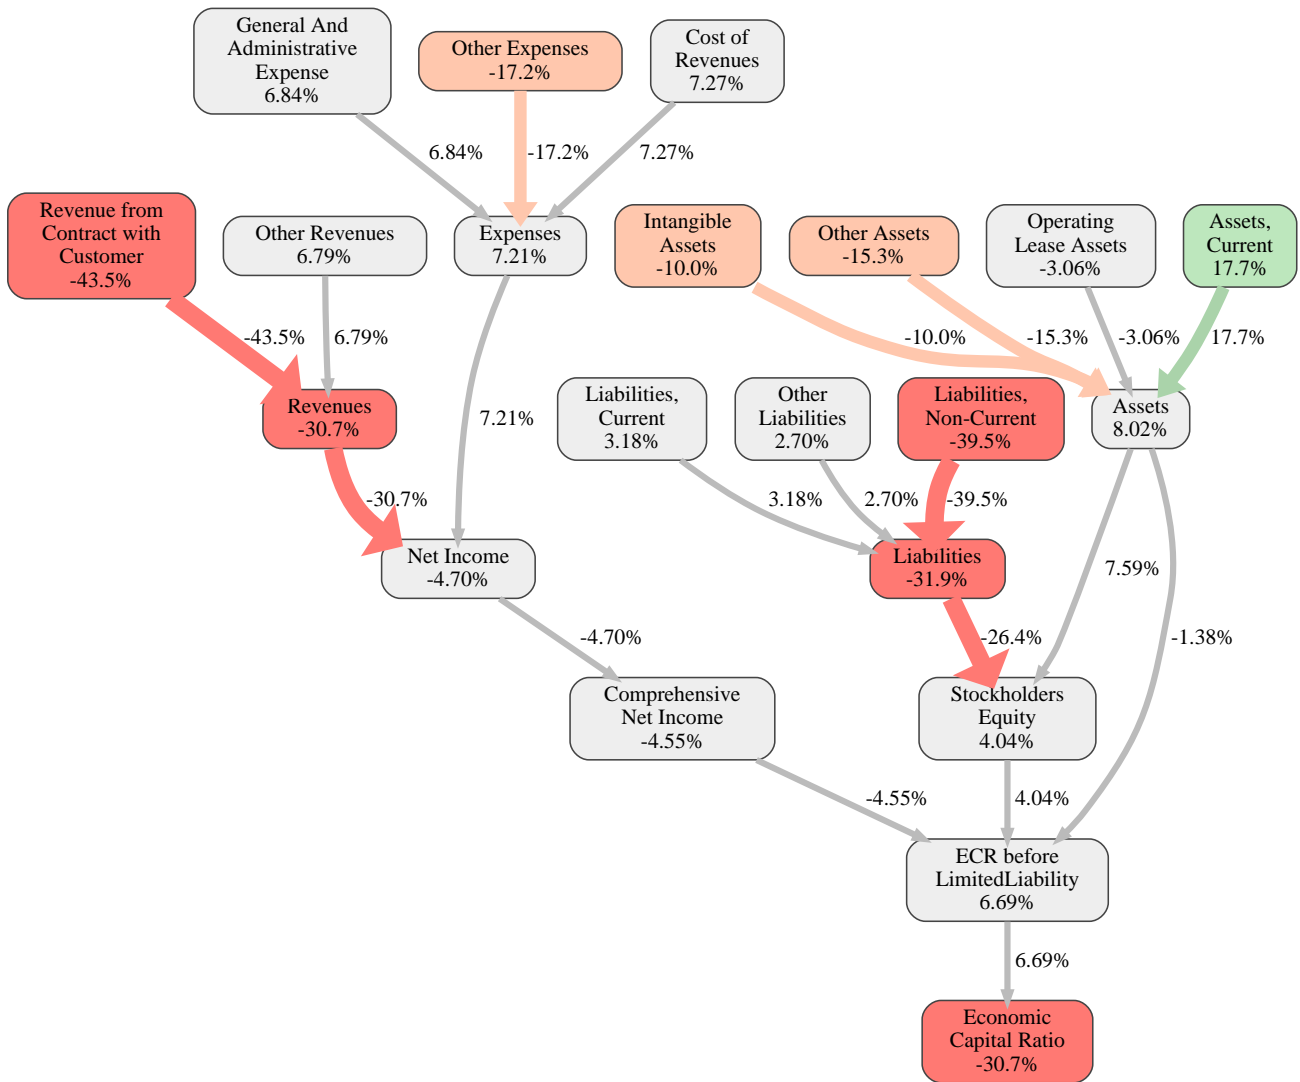 General And
Administrative
Expense
6.84%
Other Expenses
-17.2%
Cost of
Revenues
7.27%
6.84%
-17.2%
7.27%
Revenue from
Contract with
Customer
-43.5%
Other Revenues
6.79%
Expenses
7.21%
Intangible
Assets
-10.0%
Other Assets
-15.3%
Operating
Lease Assets
-3.06%
Assets,
Current
17.7%
-43.5%
6.79%
-10.0%
-15.3%
-3.06%
17.7%
Revenues
-30.7%
7.21%
Liabilities,
Current
3.18%
Other
Liabilities
2.70%
Liabilities,
Non-Current
-39.5%
Assets
8.02%
-30.7%
3.18%
2.70%
-39.5%
Net Income
-4.70%
Liabilities
-31.9%
7.59%
-4.70%
-26.4%
-1.38%
Comprehensive
Net Income
-4.55%
Stockholders
Equity
4.04%
-4.55%
4.04%
ECR before
LimitedLiability
6.69%
6.69%
Economic
Capital Ratio
-30.7%